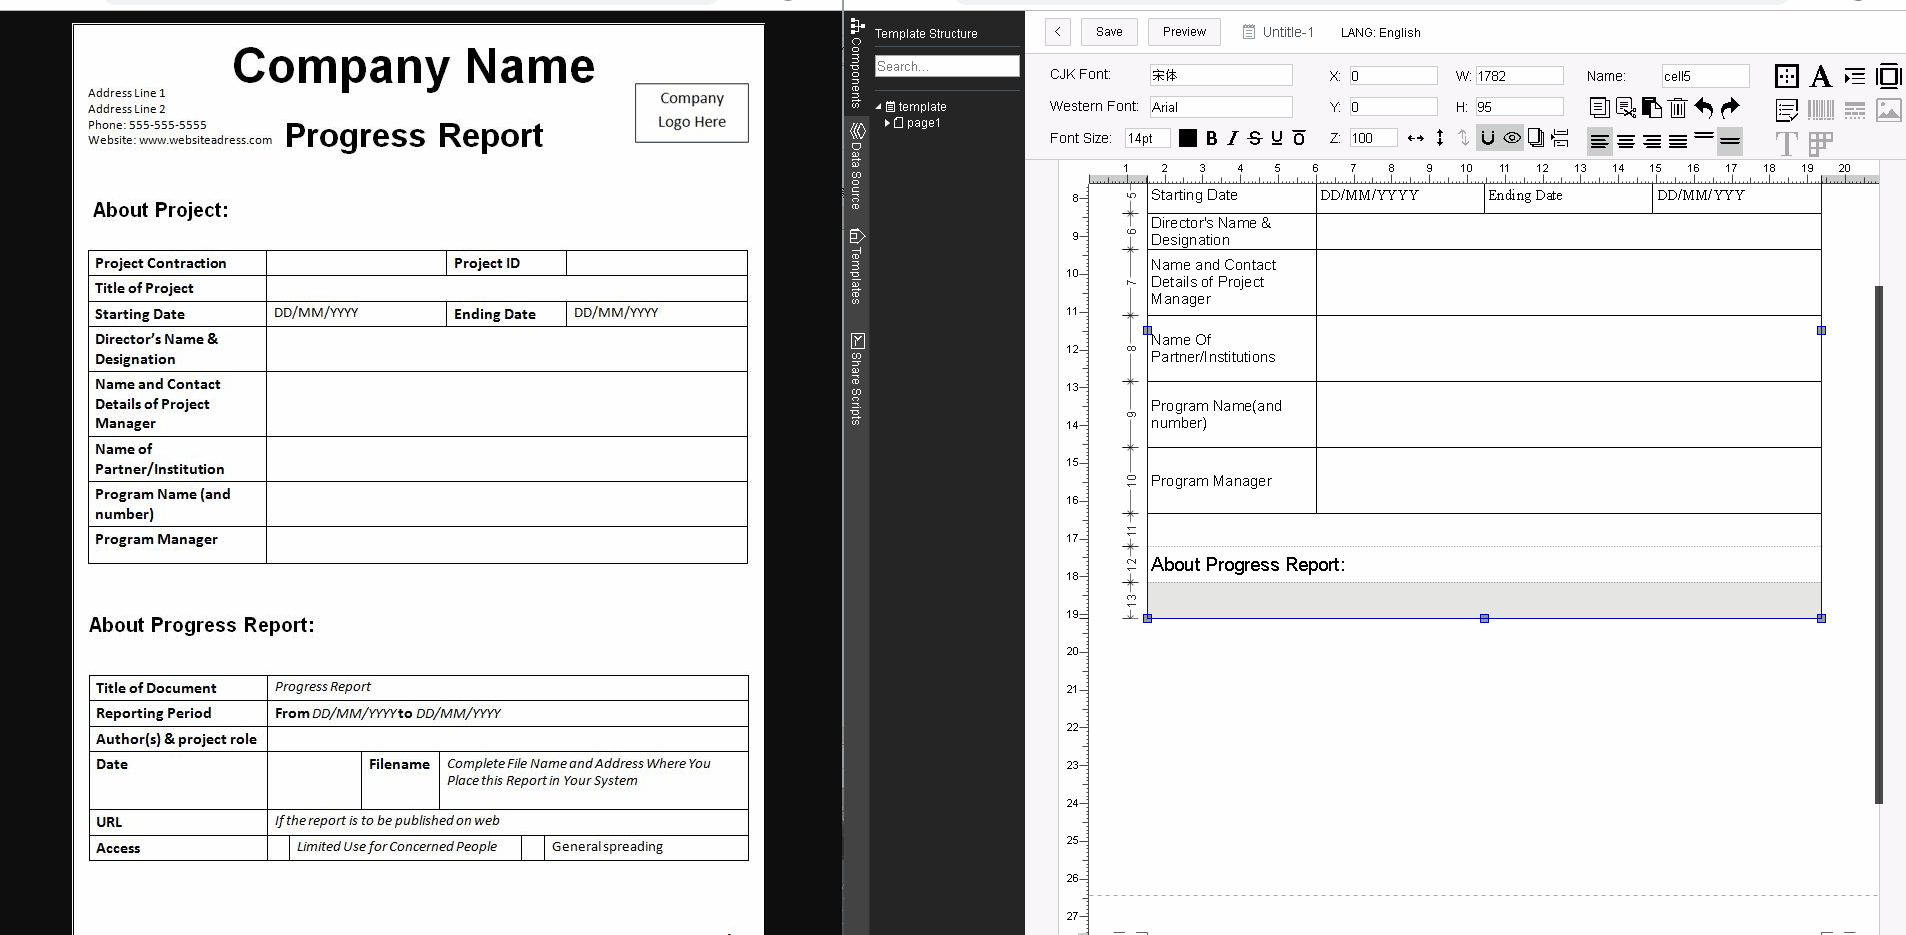 Company Name
Address Line 1
Address Line 2
Phone: 555-555-5555
Website: www.websiteadress.com
Progress Report
Company
Logo Here
About Project:
Project Contraction
Project ID
Title of Project
Starting Date
DD/MM/YYYY
Ending Date
DD/MM/YYYY
Director's Name &
Designation
Name and Contact
Details of Project
Manager
Name of
Partner/Institution
Program Name (and
number)
Program Manager
About Progress Report:
Title of Document
Progress Report
Reporting Period
From DD/MM/YYYY to DD/MM/YYYY
Author(s) & project role
Date
Filename
Complete File Name and Address Where You
Place this Report in Your System
URL
If the report is to be published on web
Access
Limited Use for Concerned People
General spreading
Components
Data Source
Templates
Share Scripts
Template Structure
Search...
template
page1
Save
Preview
Untitle-1
LANG: English
CJK Font:
宋体
X: 0
W: 1782
Name: cell5
Western Font:
Arial
Y: 0
H: 95
Font Size:
14pt
B I S U O
Z: 100
1 2 3 4 5 6 7 8 9 10 11 12 13 14 15 16 17 18 19 20
8
9
10
11
12
13
14
15
16
17
18
19
20
21
22
23
24
25
26
27
5
6
7
8
9
10
11
12
13
Starting Date
DD/MM/YYYY
Ending Date
DD/MM/YYY
Director's Name &
Designation
Name and Contact
Details of Project
Manager
Name Of
Partner/Institutions
Program Name(and
number)
Program Manager
About Progress Report: